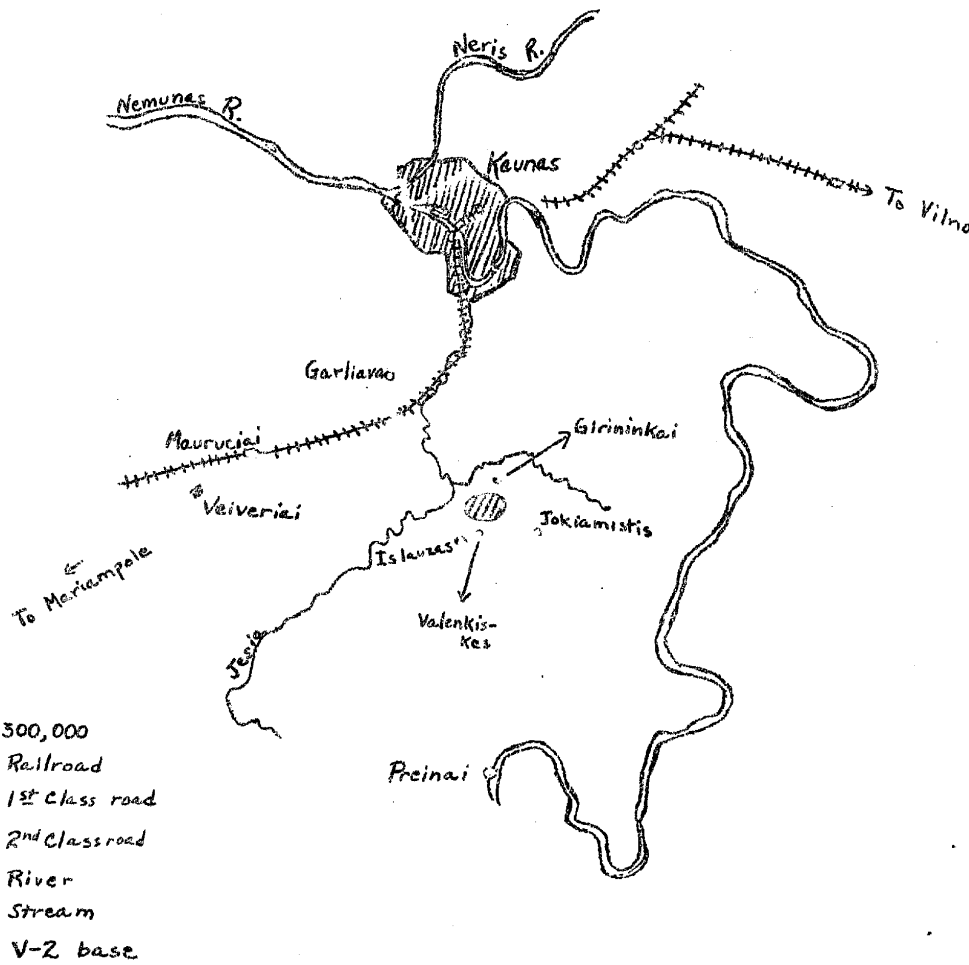 Neris R.
Nemunas R.
Kaunas
To Vilno
Garliavao
Mauruciai
Girininkai
Veiveriai
Jokiamistis
Islauzas
To Mariampole
Valenkis-
kes
Jesia
300,000
Railroad
Preinai
1st Class road
2nd Class road
River
Stream
V-2 base